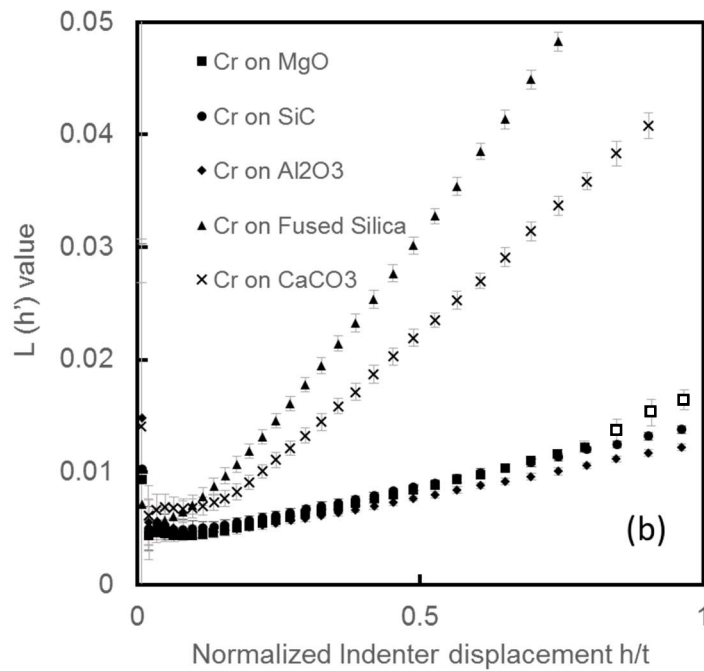 0.05
Cr on MgO
Cr on SiC
0.04
Cr on Al2O3
Cr on Fused Silica
0.03
Cr on CaCO3
L (h') value
0.02
0.01
(b)
0
0
0.5
1
Normalized Indenter displacement h/t